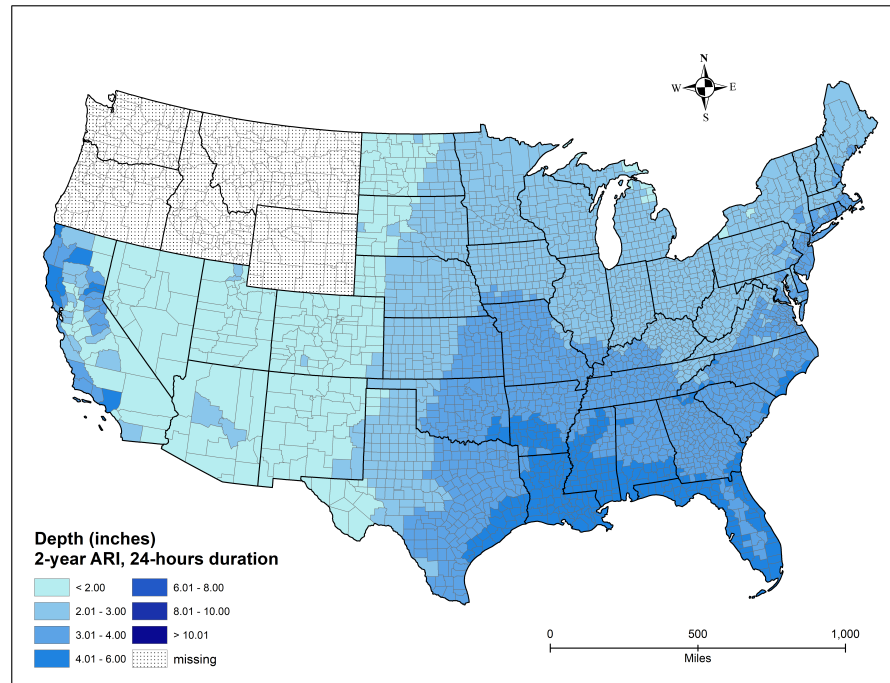 N
W E
S
Depth (inches)
2-year ARI, 24-hours duration
< 2.00 6.01 - 8.00
2.01 - 3.00 8.01 - 10.00
3.01 - 4.00 > 10.01
4.01 - 6.00 missing
0 500 1,000
Miles